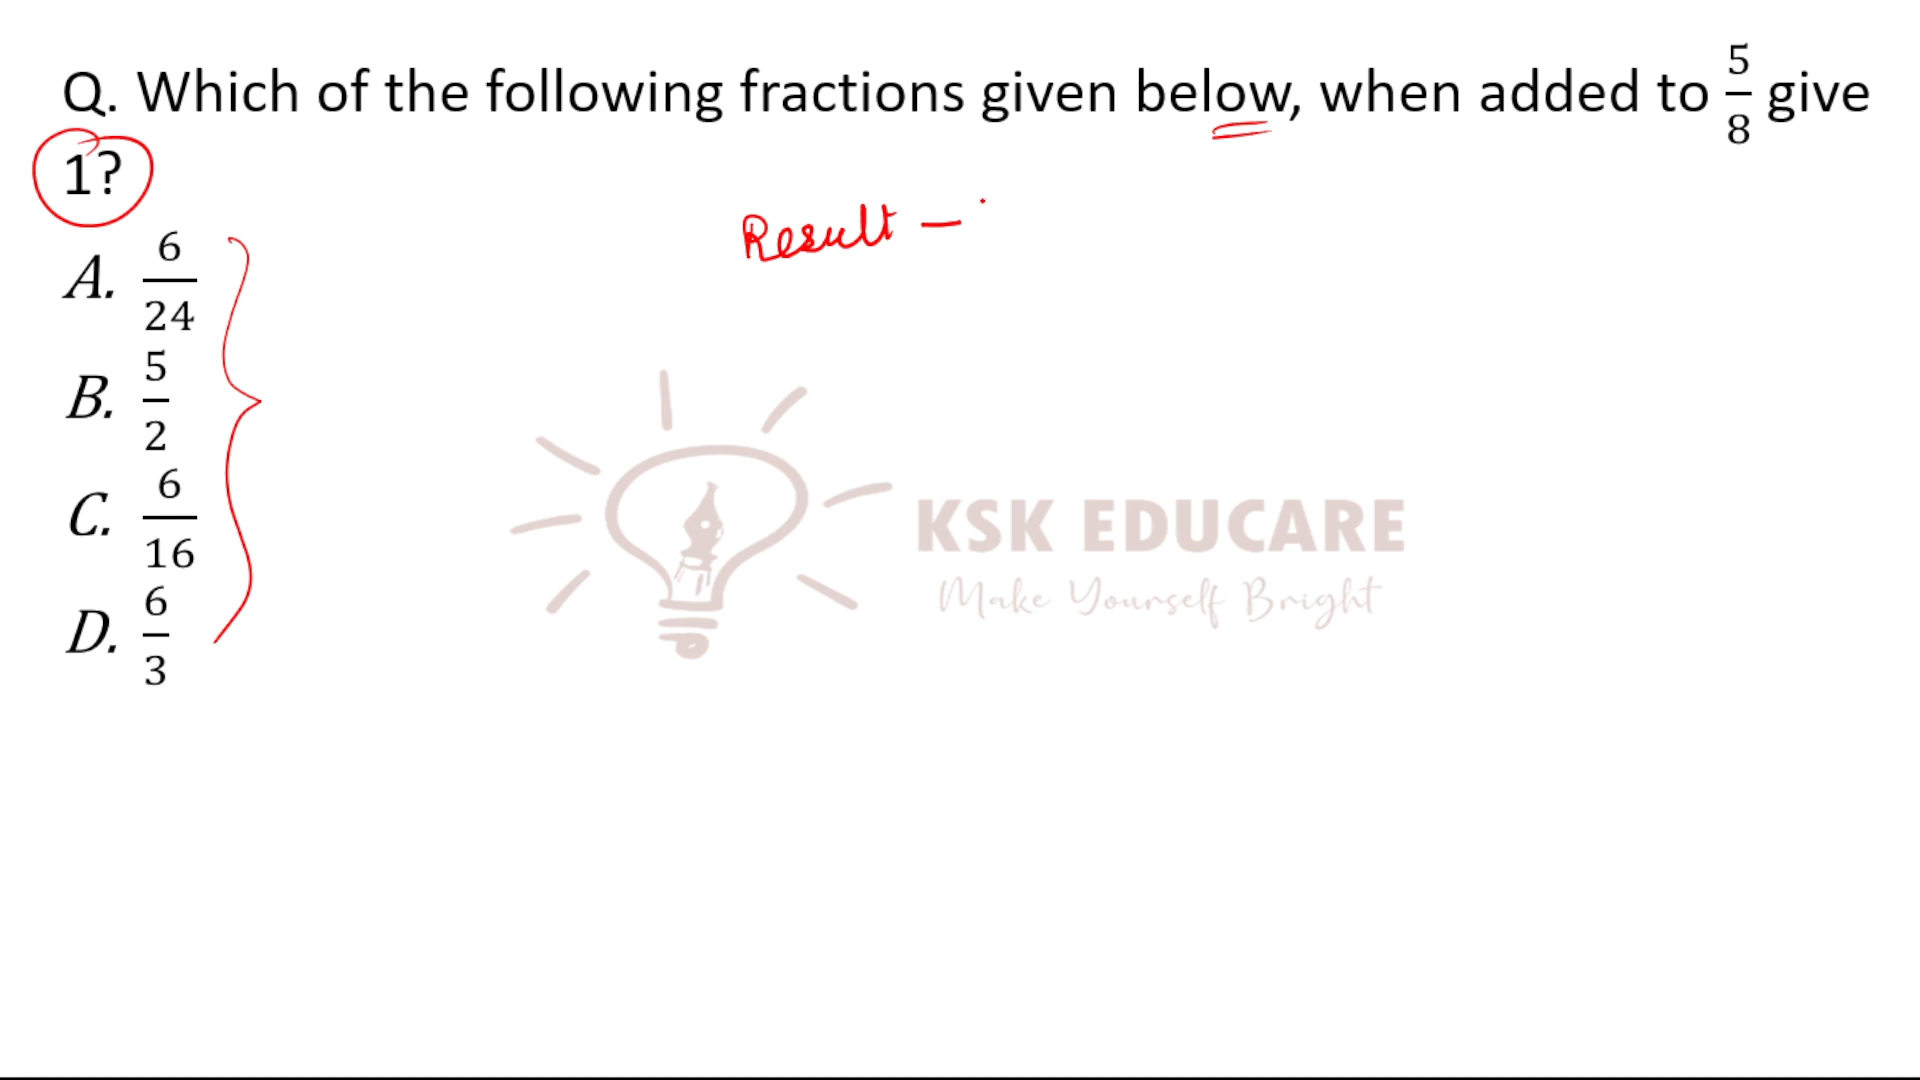 Q. Which of the following fractions given below, when added to 5/8 give
1?
Result –
A. 6/24
B. 5/2
C. 6/16
D. 6/3
KSK EDUCARE
Make Yourself Bright